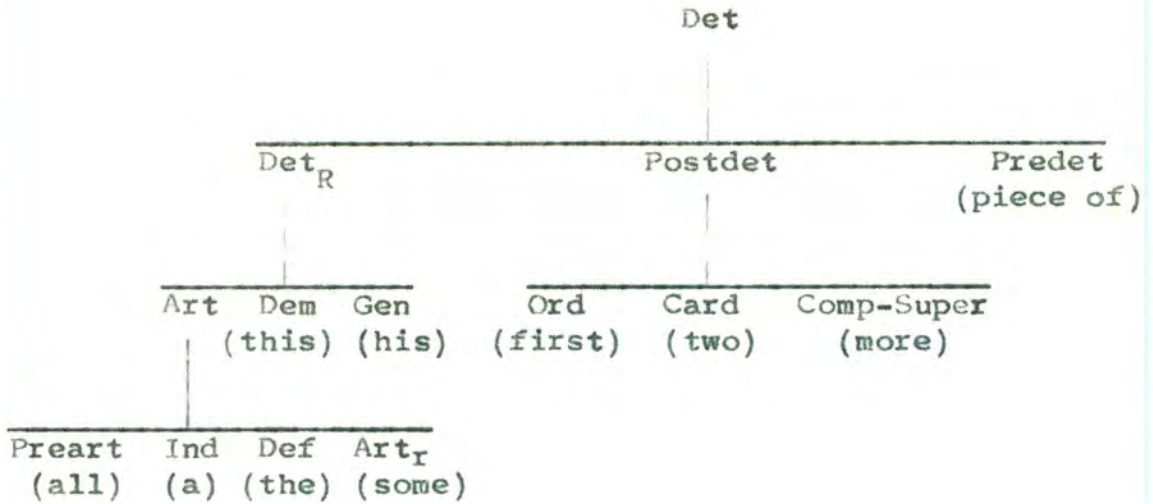 Det
Det_R Postdet Predet
(piece of)
Art Dem Gen Ord Card Comp-Super
(this) (his) (first) (two) (more)
Preart Ind Def Art_r
(all) (a) (the) (some)